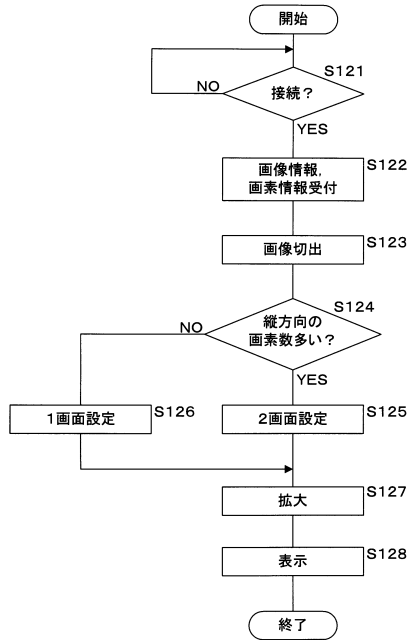 開始
S121
接続？
NO
YES
画像情報,
画素情報受付
S122
画像切出
S123
S124
縦方向の
画素数多い？
NO
YES
1画面設定
S126
2画面設定
S125
拡大
S127
表示
S128
終了